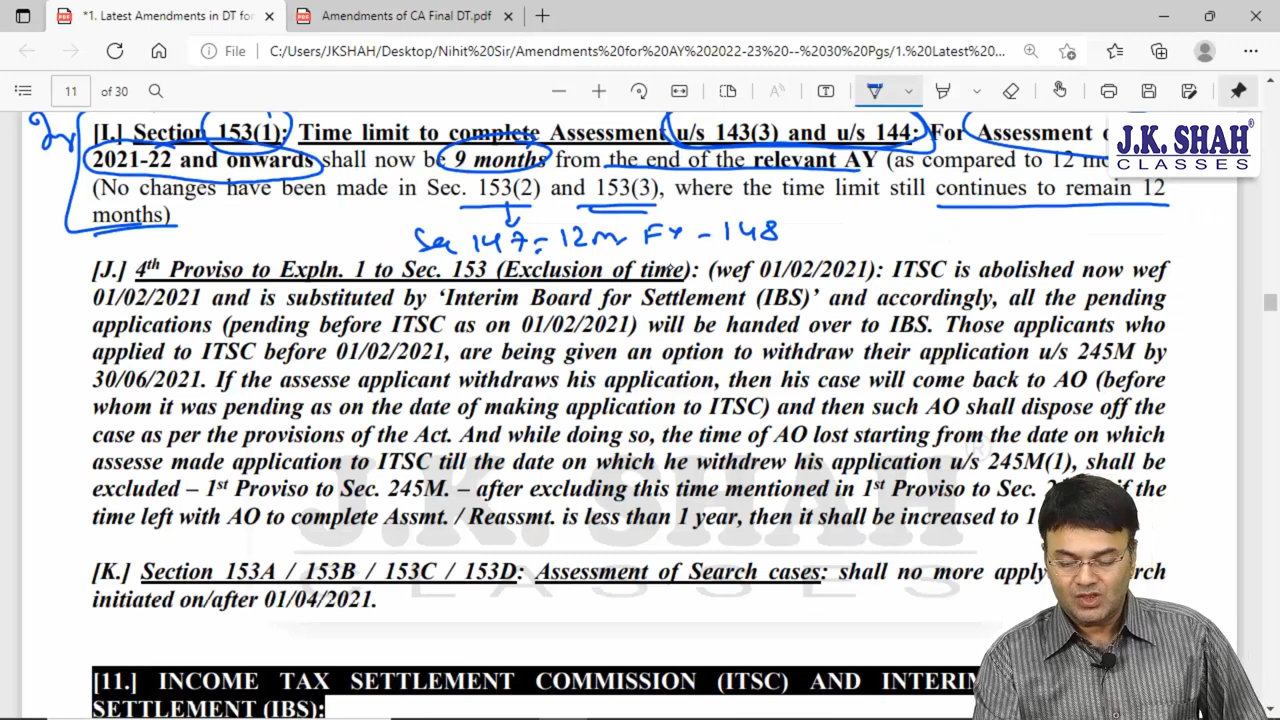 *1. Latest Amendments in DT for
Amendments of CA Final DT.pdf
File C:/Users/JKSHAH/Desktop/Nihit%20Sir/Amendments%20for%20AY%202022-23%20--%2030%20Pgs/1.%20Latest%20...
11 of 30
J.K. SHAH
CLASSES
[I.] Section 153(1): Time limit to complete Assessment u/s 143(3) and u/s 144: For Assessment
2021-22 and onwards shall now be 9 months from the end of the relevant AY (as compared to 12
(No changes have been made in Sec. 153(2) and 153(3), where the time limit still continues to remain 12
months)
Sec 147 = 12m FY - 148
[J.] 4th Proviso to Expln. 1 to Sec. 153 (Exclusion of time): (wef 01/02/2021): ITSC is abolished now wef
01/02/2021 and is substituted by ‘Interim Board for Settlement (IBS)’ and accordingly, all the pending
applications (pending before ITSC as on 01/02/2021) will be handed over to IBS. Those applicants who
applied to ITSC before 01/02/2021, are being given an option to withdraw their application u/s 245M by
30/06/2021. If the assesse applicant withdraws his application, then his case will come back to AO (before
whom it was pending as on the date of making application to ITSC) and then such AO shall dispose off the
case as per the provisions of the Act. And while doing so, the time of AO lost starting from the date on which
assesse made application to ITSC till the date on which he withdrew his application u/s 245M(1), shall be
excluded – 1st Proviso to Sec. 245M. – after excluding this time mentioned in 1st Proviso to Sec. if the
time left with AO to complete Assmt. / Reassmt. is less than 1 year, then it shall be increased to 1
J.K. SHAH
CLASSES
[K.] Section 153A / 153B / 153C / 153D: Assessment of Search cases: shall no more apply
initiated on/after 01/04/2021.
[11.] INCOME TAX SETTLEMENT COMMISSION (ITSC) AND
SETTLEMENT (IBS):